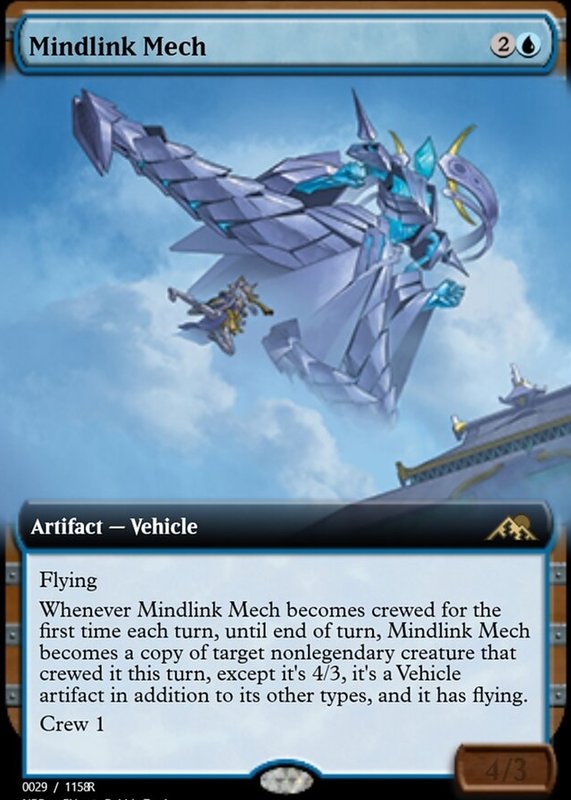 Mindlink Mech 2
Artifact — Vehicle
Flying
Whenever Mindlink Mech becomes crewed for the
first time each turn, until end of turn, Mindlink Mech
becomes a copy of target nonlegendary creature that
crewed it this turn, except it's 4/3, it's a Vehicle
artifact in addition to its other types, and it has flying.
Crew 1
4/3
0029 / 1158R